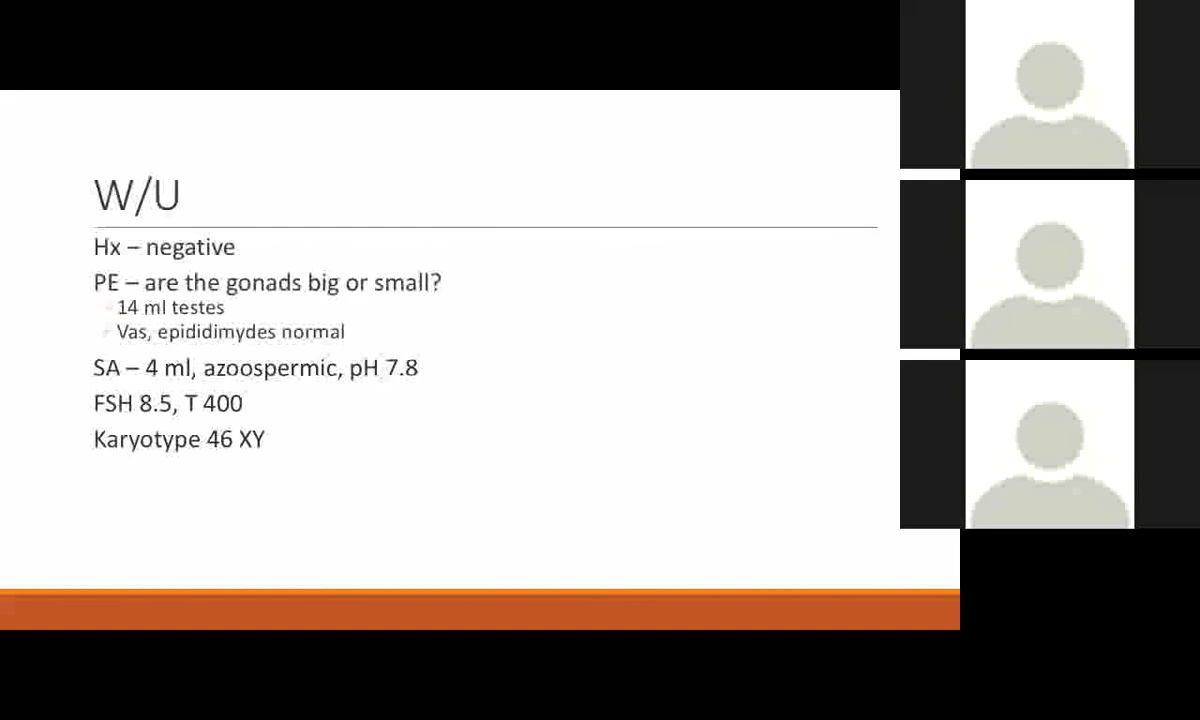 W/U
Hx – negative
PE – are the gonads big or small?
14 ml testes
Vas, epididimydes normal
SA – 4 ml, azoospermic, pH 7.8
FSH 8.5, T 400
Karyotype 46 XY